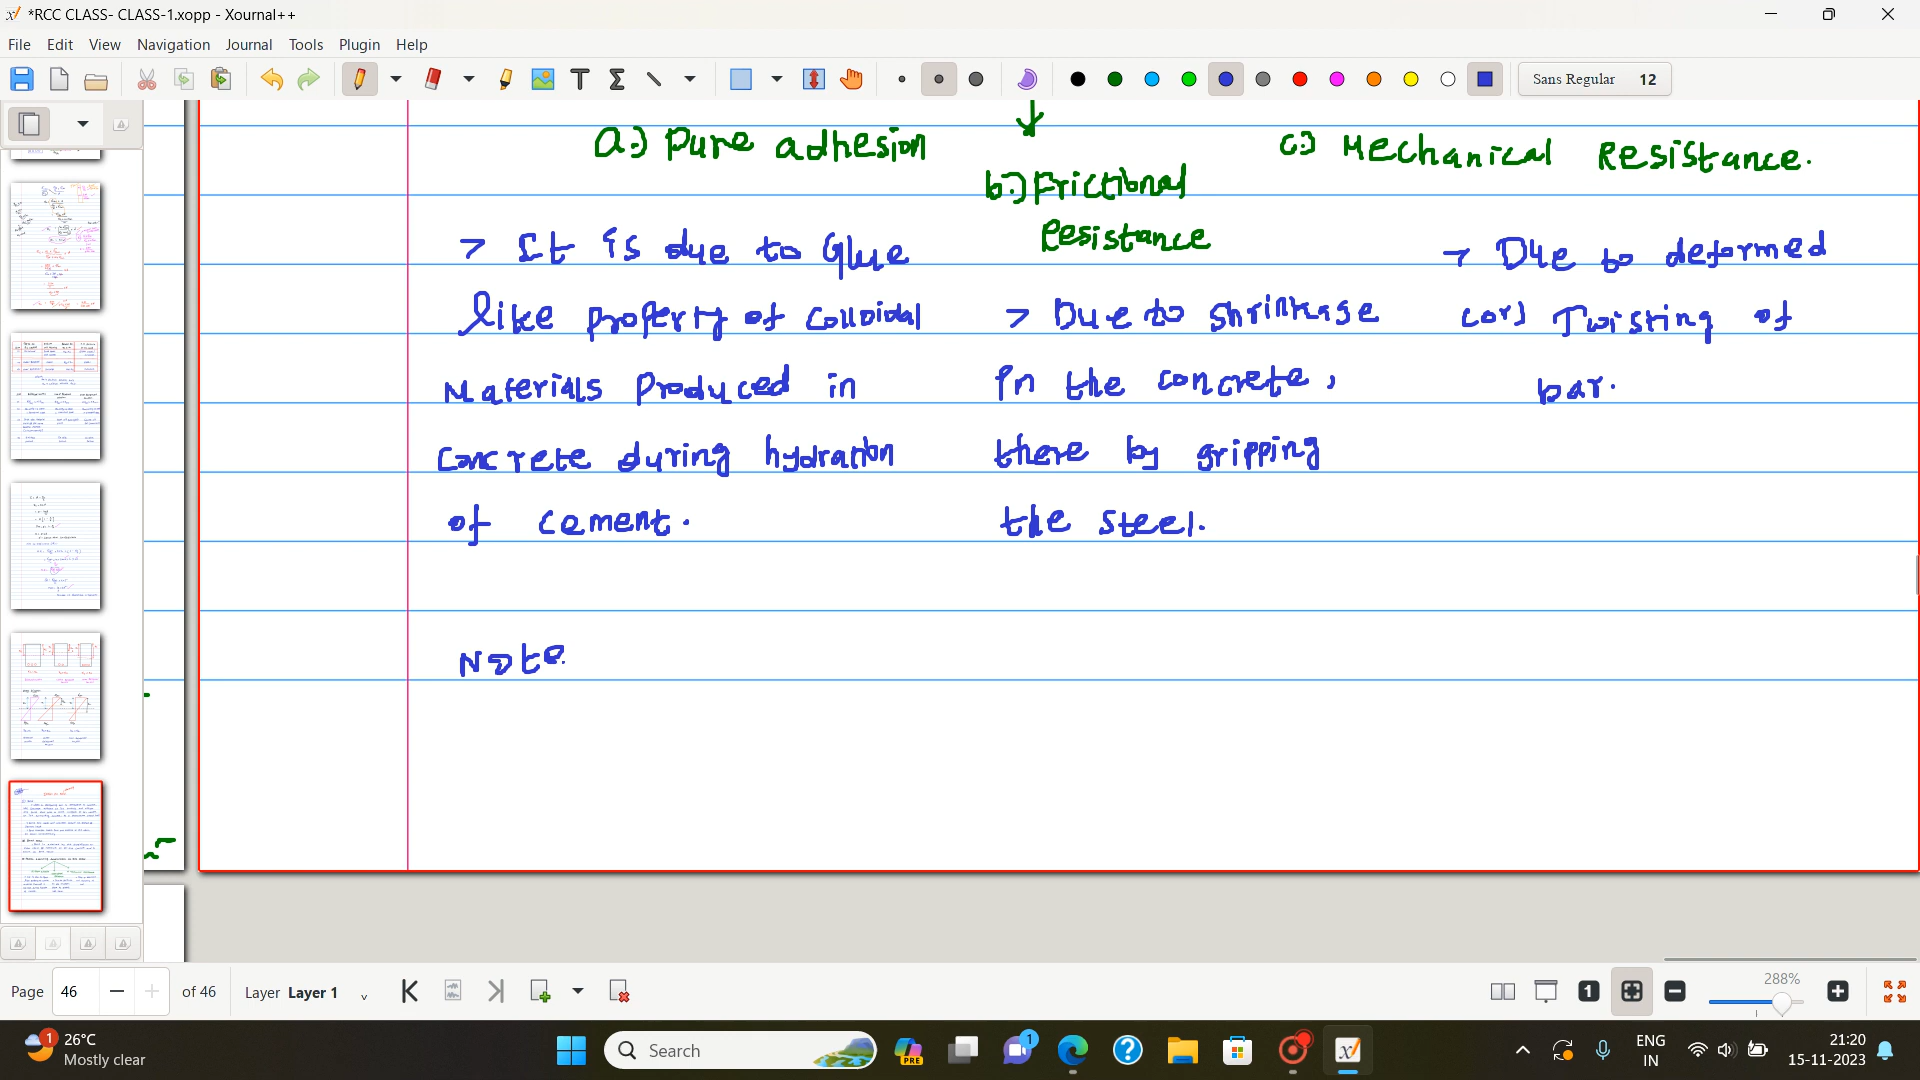 *RCC CLASS- CLASS-1.xopp - Xournal++
File Edit View Navigation Journal Tools Plugin Help
Sans Regular 12
a.) Pure adhesion
b.) Frictional
Resistance
c.) Mechanical Resistance.
> It is due to Glue
like property of colloidal
Materials Produced in
concrete during hydration
of cement.
> Due to shrinkage
in the concrete,
there by gripping
the steel.
→ Due to deformed
(or) Twisting of
bar.
Note
Page 46 of 46 Layer Layer 1
288%
1
26°C
Mostly clear
Search
PRE
1
ENG
IN
21:20
15-11-2023